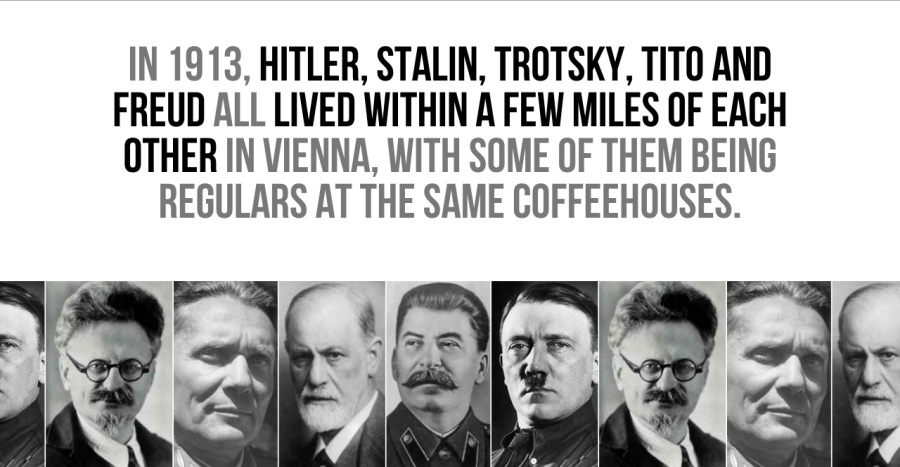 IN 1913, HITLER, STALIN, TROTSKY, TITO AND
FREUD ALL LIVED WITHIN A FEW MILES OF EACH
OTHER IN VIENNA, WITH SOME OF THEM BEING
REGULARS AT THE SAME COFFEEHOUSES.